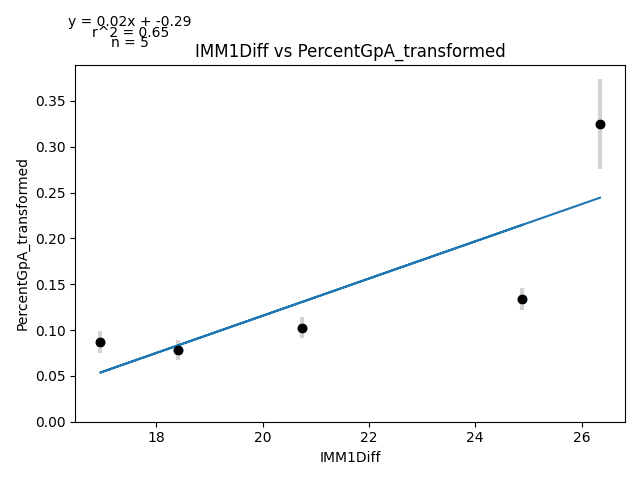 y = 0.02x + -0.29
r^2 = 0.65
n = 5
IMM1Diff vs PercentGpA_transformed
PercentGpA_transformed
0.35
0.30
0.25
0.20
0.15
0.10
0.05
0.00
18 20 22 24 26
IMM1Diff